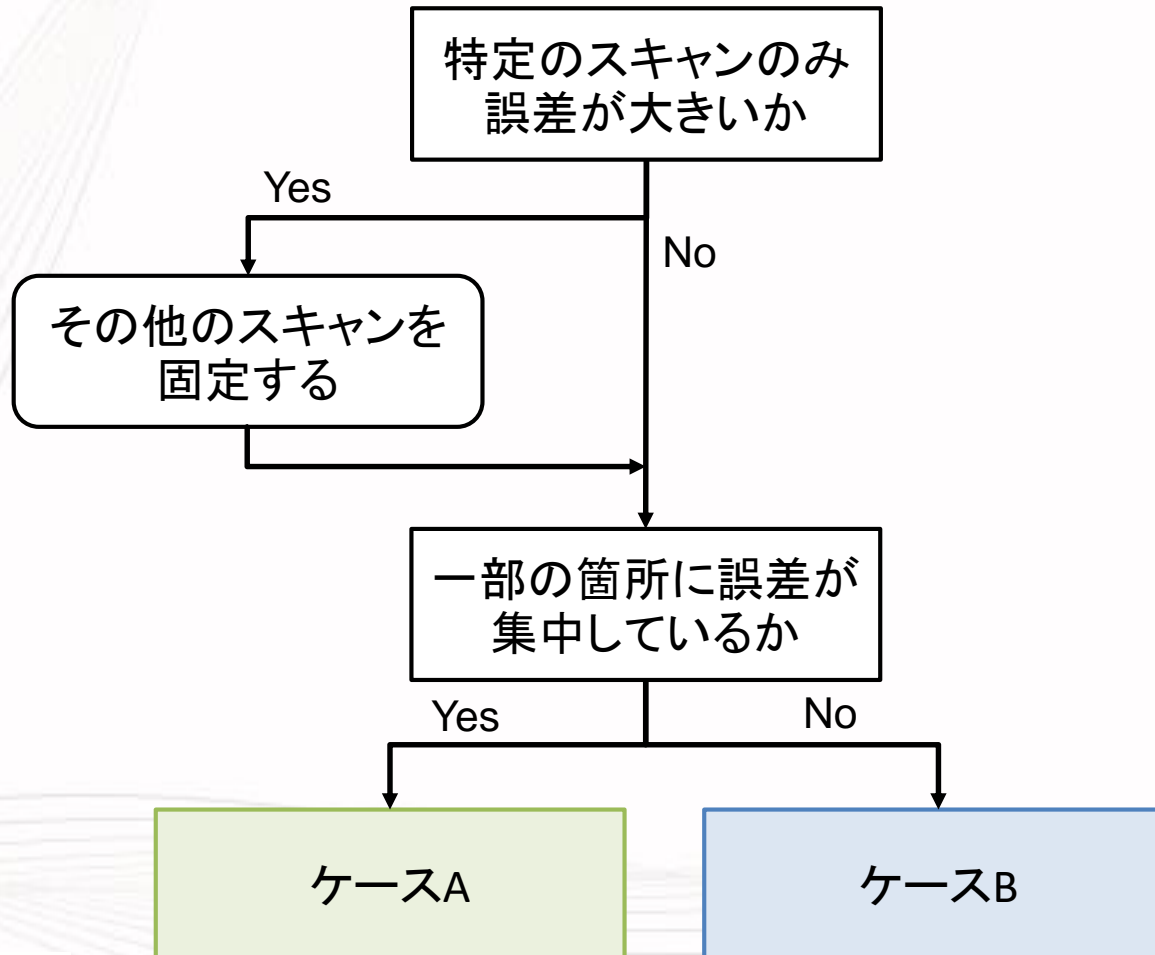 特定のスキャンのみ
誤差が大きいか
Yes
No
その他のスキャンを
固定する
一部の箇所に誤差が
集中しているか
Yes
No
ケースA
ケースB